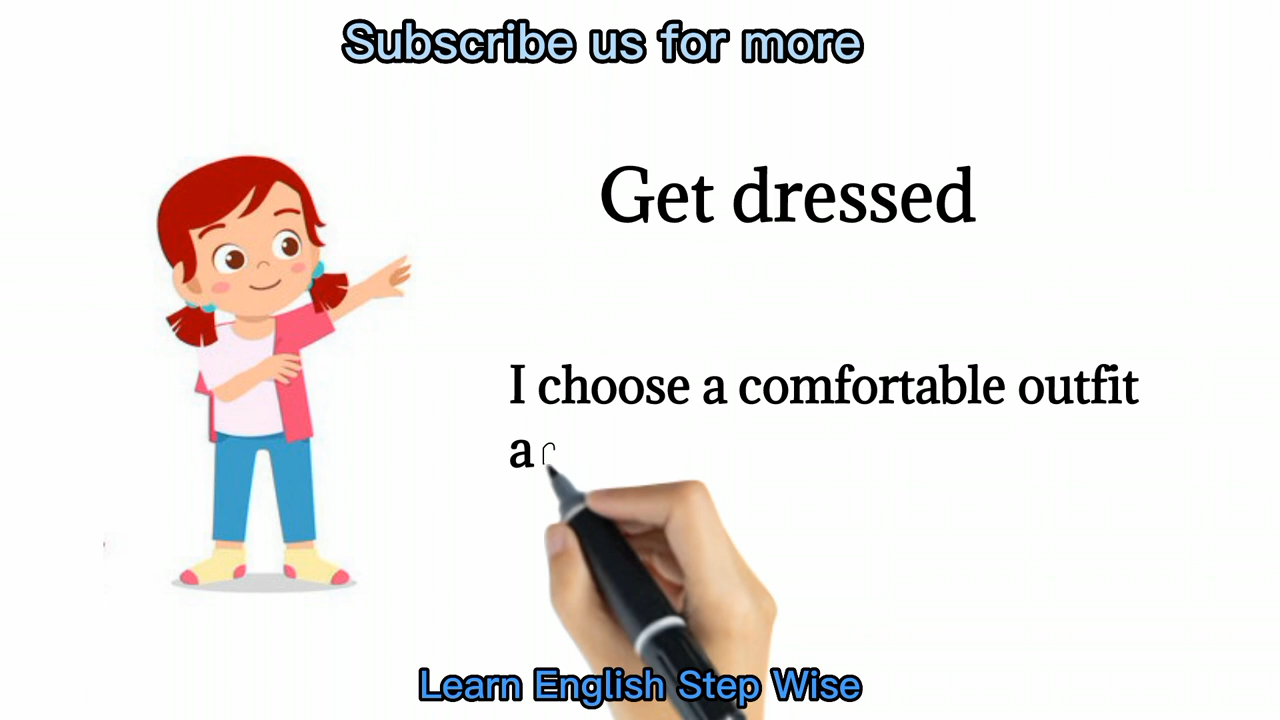 Subscribe us for more
Get dressed
I choose a comfortable outfit
a
Learn English Step Wise